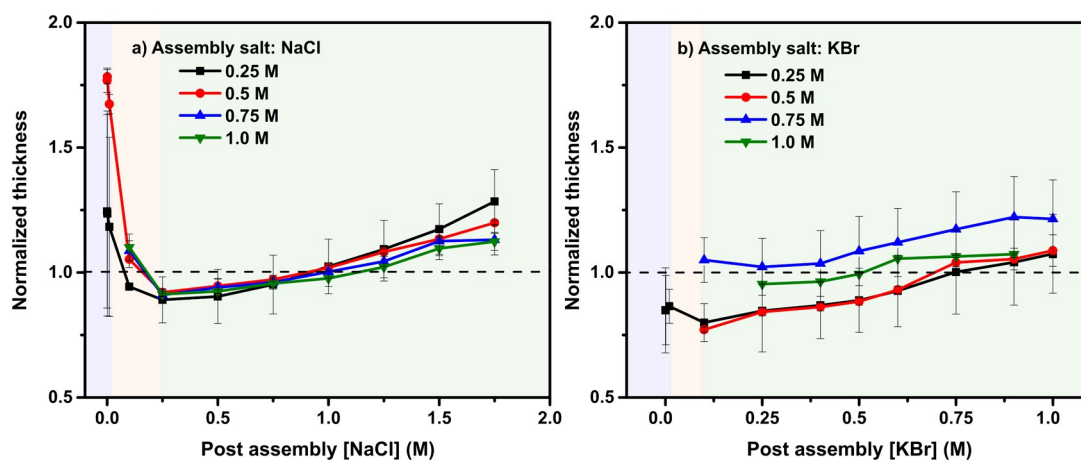 a) Assembly salt: NaCl
0.25 M
0.5 M
0.75 M
1.0 M
Normalized thickness
2.0
1.5
1.0
0.5
0.0 0.5 1.0 1.5 2.0
Post assembly [NaCl] (M)
b) Assembly salt: KBr
0.25 M
0.5 M
0.75 M
1.0 M
Normalized thickness
2.0
1.5
1.0
0.5
0.0 0.25 0.5 0.75 1.0
Post assembly [KBr] (M)